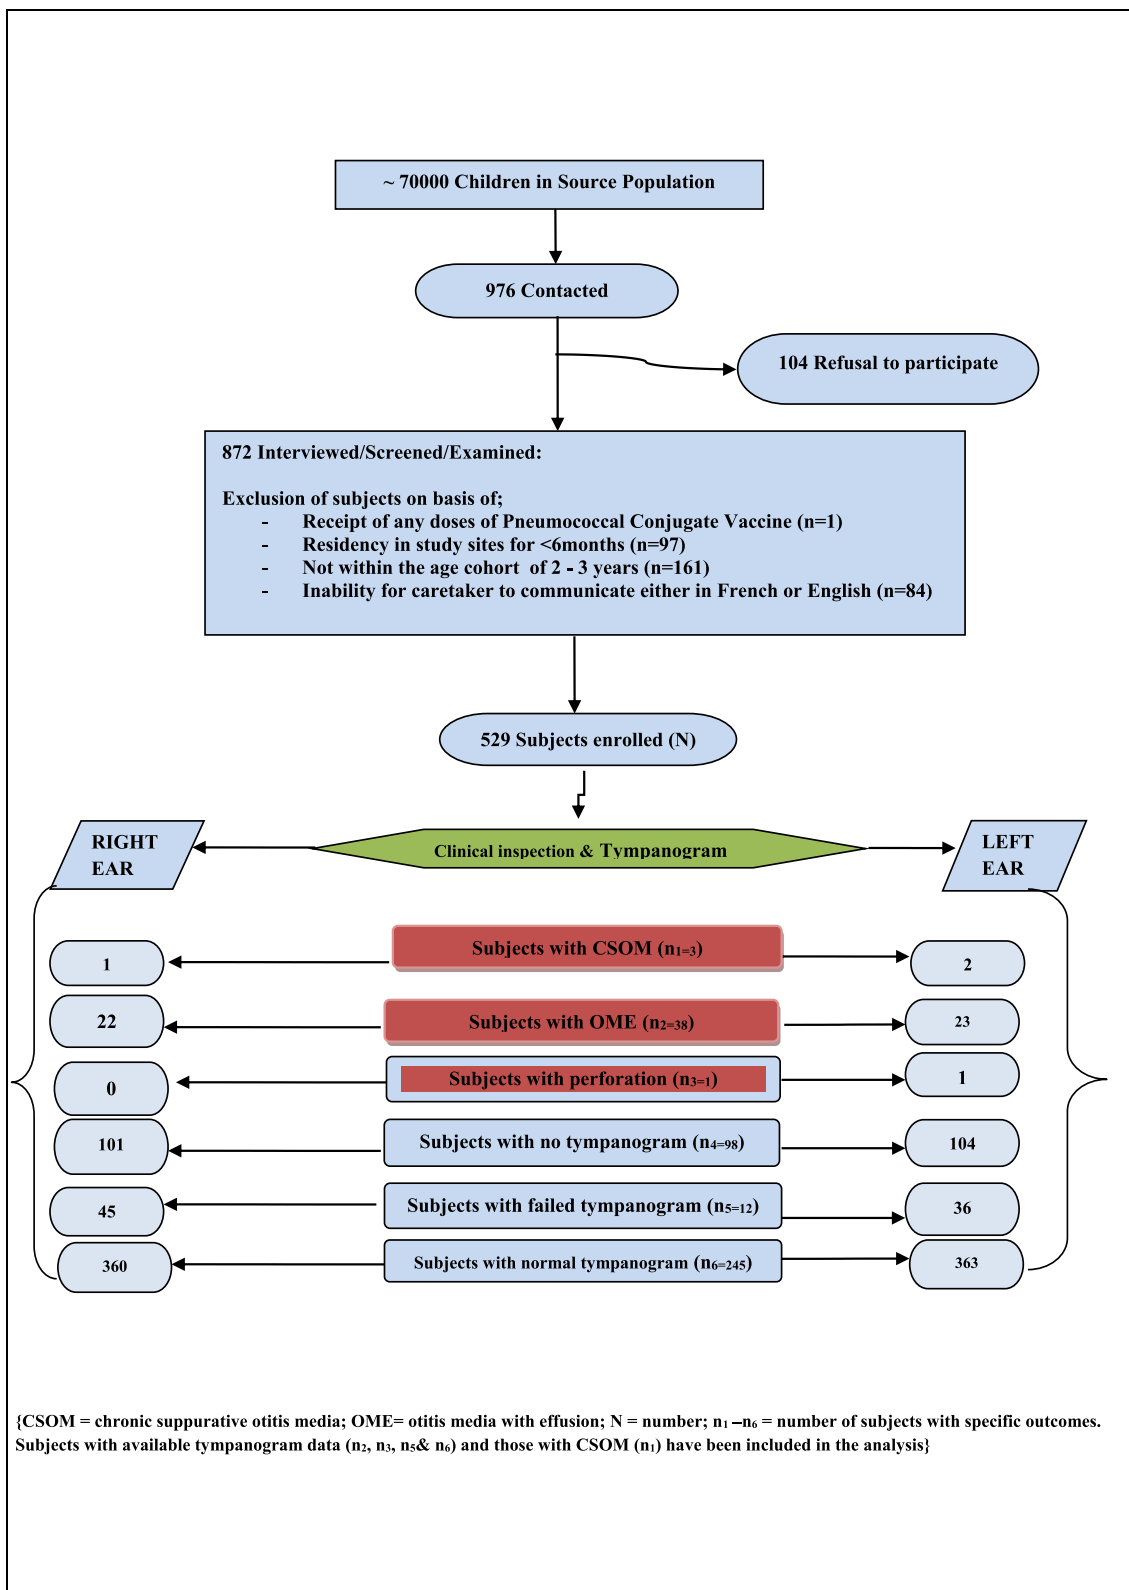 ~ 70000 Children in Source Population
976 Contacted
104 Refusal to participate
872 Interviewed/Screened/Examined:
Exclusion of subjects on basis of;
- Receipt of any doses of Pneumococcal Conjugate Vaccine (n=1)
- Residency in study sites for <6months (n=97)
- Not within the age cohort of 2 - 3 years (n=161)
- Inability for caretaker to communicate either in French or English (n=84)
529 Subjects enrolled (N)
RIGHT
EAR
Clinical inspection & Tympanogram
LEFT
EAR
1
Subjects with CSOM (n1=3)
2
22
Subjects with OME (n2=38)
23
0
Subjects with perforation (n3=1)
1
101
Subjects with no tympanogram (n4=98)
104
45
Subjects with failed tympanogram (n5=12)
36
360
Subjects with normal tympanogram (n6=245)
363
{CSOM = chronic suppurative otitis media; OME= otitis media with effusion; N = number; n1 –n6 = number of subjects with specific outcomes.
Subjects with available tympanogram data (n2, n3, n5& n6) and those with CSOM (n1) have been included in the analysis}